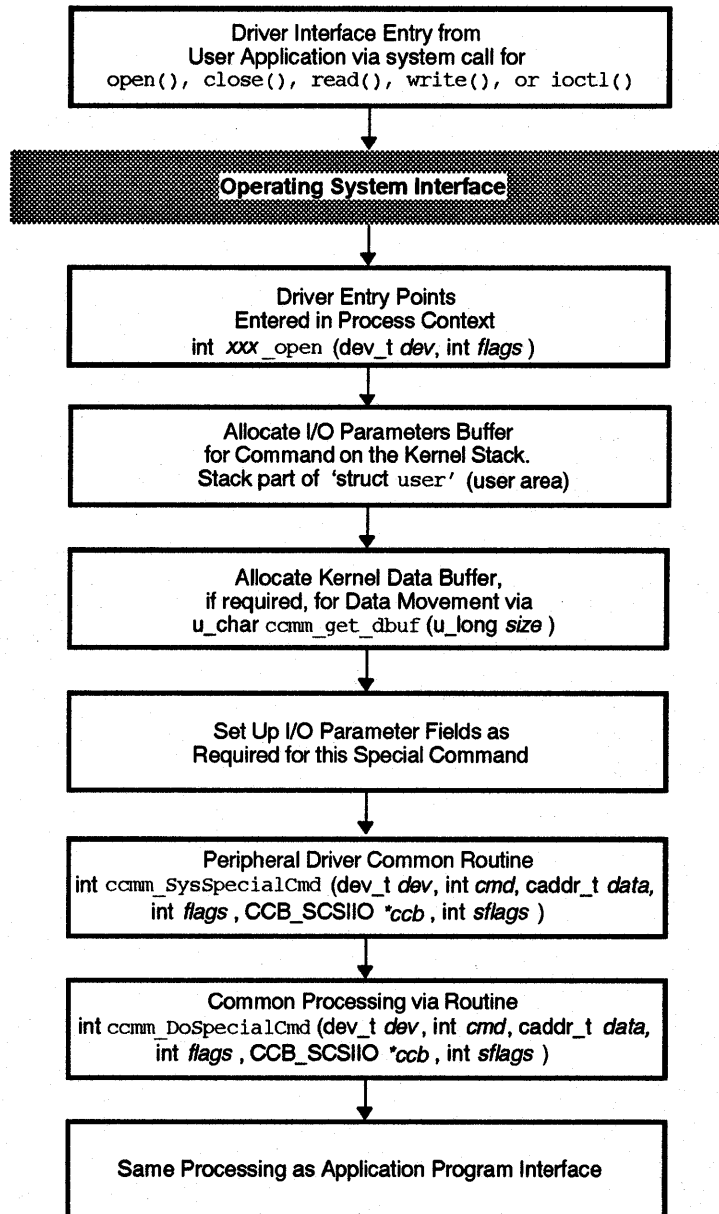 Driver Interface Entry from
User Application via system call for
open(), close(), read(), write(), or ioctl()
Operating System Interface
Driver Entry Points
Entered in Process Context
int xxx_open (dev_t dev, int flags )
Allocate I/O Parameters Buffer
for Command on the Kernel Stack.
Stack part of 'struct user' (user area)
Allocate Kernel Data Buffer,
if required, for Data Movement via
u_char ccmm_get_dbuf (u_long size )
Set Up I/O Parameter Fields as
Required for this Special Command
Peripheral Driver Common Routine
int ccmm_SysSpecialCmd (dev_t dev, int cmd, caddr_t data,
int flags , CCB_SCSIIO *ccb , int sflags )
Common Processing via Routine
int ccmm_DoSpecialCmd (dev_t dev, int cmd, caddr_t data,
int flags , CCB_SCSIIO *ccb , int sflags )
Same Processing as Application Program Interface